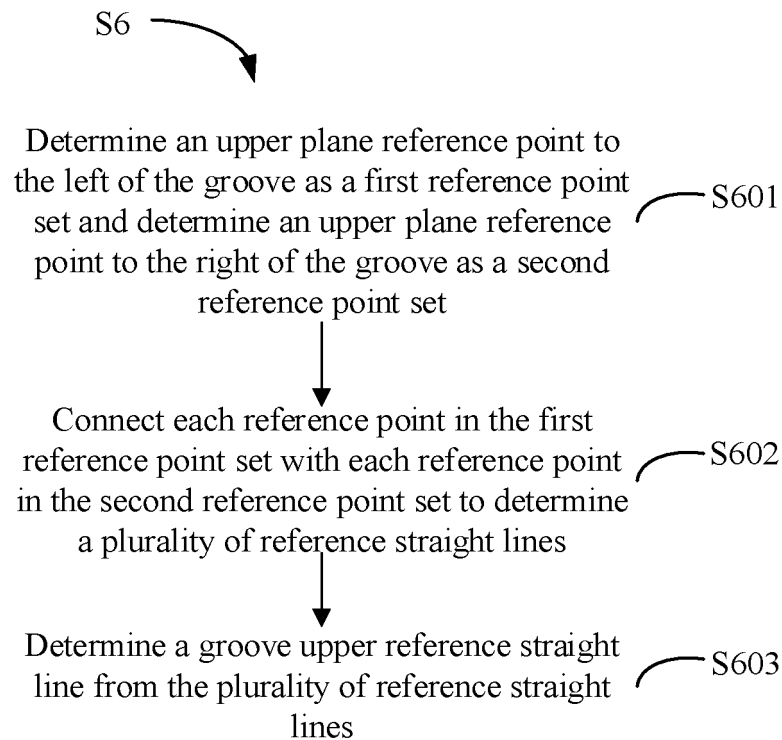 S6
Determine an upper plane reference point to
the left of the groove as a first reference point
set and determine an upper plane reference
point to the right of the groove as a second
reference point set
S601
Connect each reference point in the first
reference point set with each reference point
in the second reference point set to determine
a plurality of reference straight lines
S602
Determine a groove upper reference straight
line from the plurality of reference straight
lines
S603